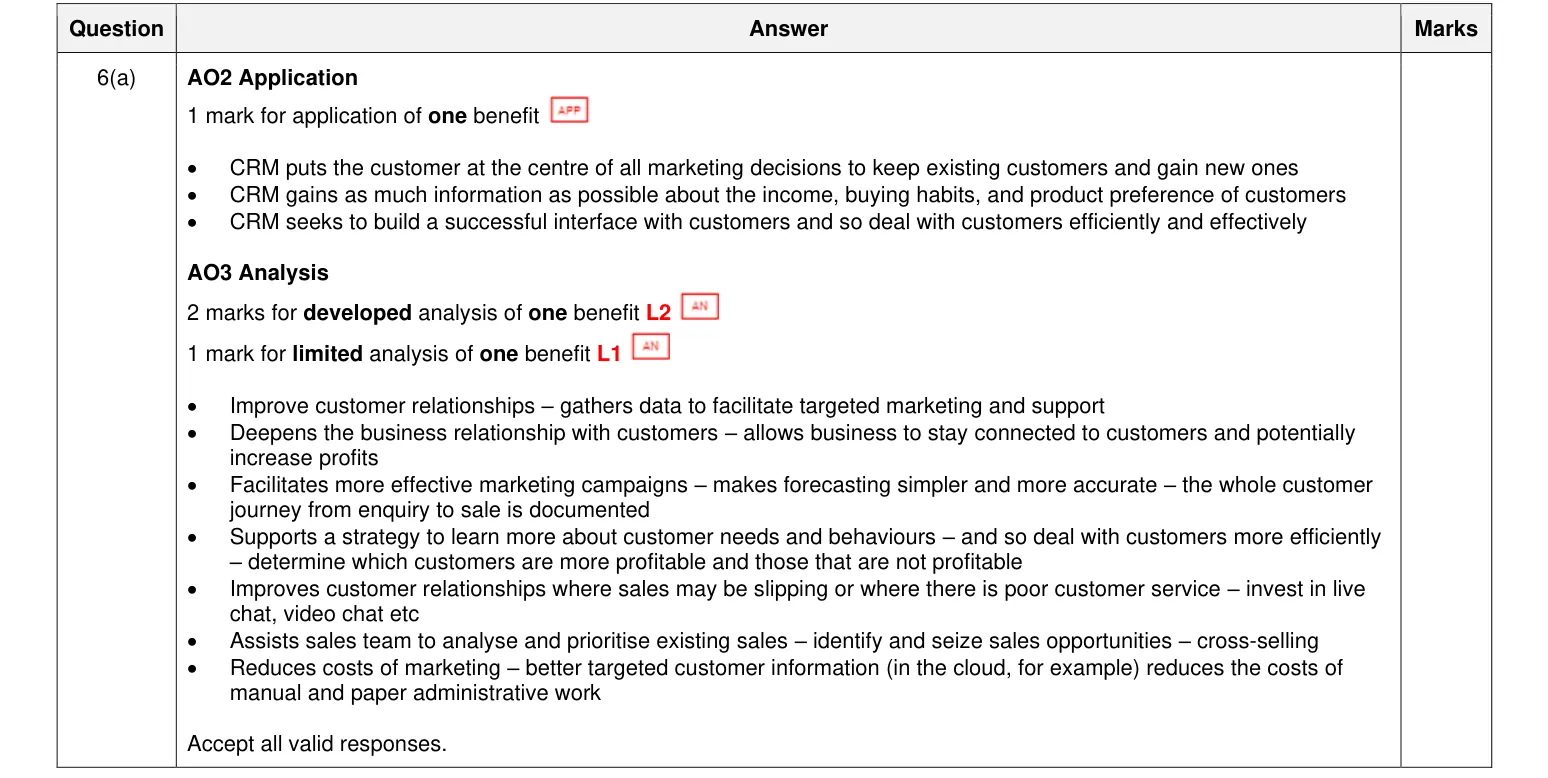 Question Answer Marks
6(a) AO2 Application
1 mark for application of one benefit APP
• CRM puts the customer at the centre of all marketing decisions to keep existing customers and gain new ones
• CRM gains as much information as possible about the income, buying habits, and product preference of customers
• CRM seeks to build a successful interface with customers and so deal with customers efficiently and effectively
AO3 Analysis
2 marks for developed analysis of one benefit L2 AN
1 mark for limited analysis of one benefit L1 AN
• Improve customer relationships – gathers data to facilitate targeted marketing and support
• Deepens the business relationship with customers – allows business to stay connected to customers and potentially
increase profits
• Facilitates more effective marketing campaigns – makes forecasting simpler and more accurate – the whole customer
journey from enquiry to sale is documented
• Supports a strategy to learn more about customer needs and behaviours – and so deal with customers more efficiently
– determine which customers are more profitable and those that are not profitable
• Improves customer relationships where sales may be slipping or where there is poor customer service – invest in live
chat, video chat etc
• Assists sales team to analyse and prioritise existing sales – identify and seize sales opportunities – cross-selling
• Reduces costs of marketing – better targeted customer information (in the cloud, for example) reduces the costs of
manual and paper administrative work
Accept all valid responses.